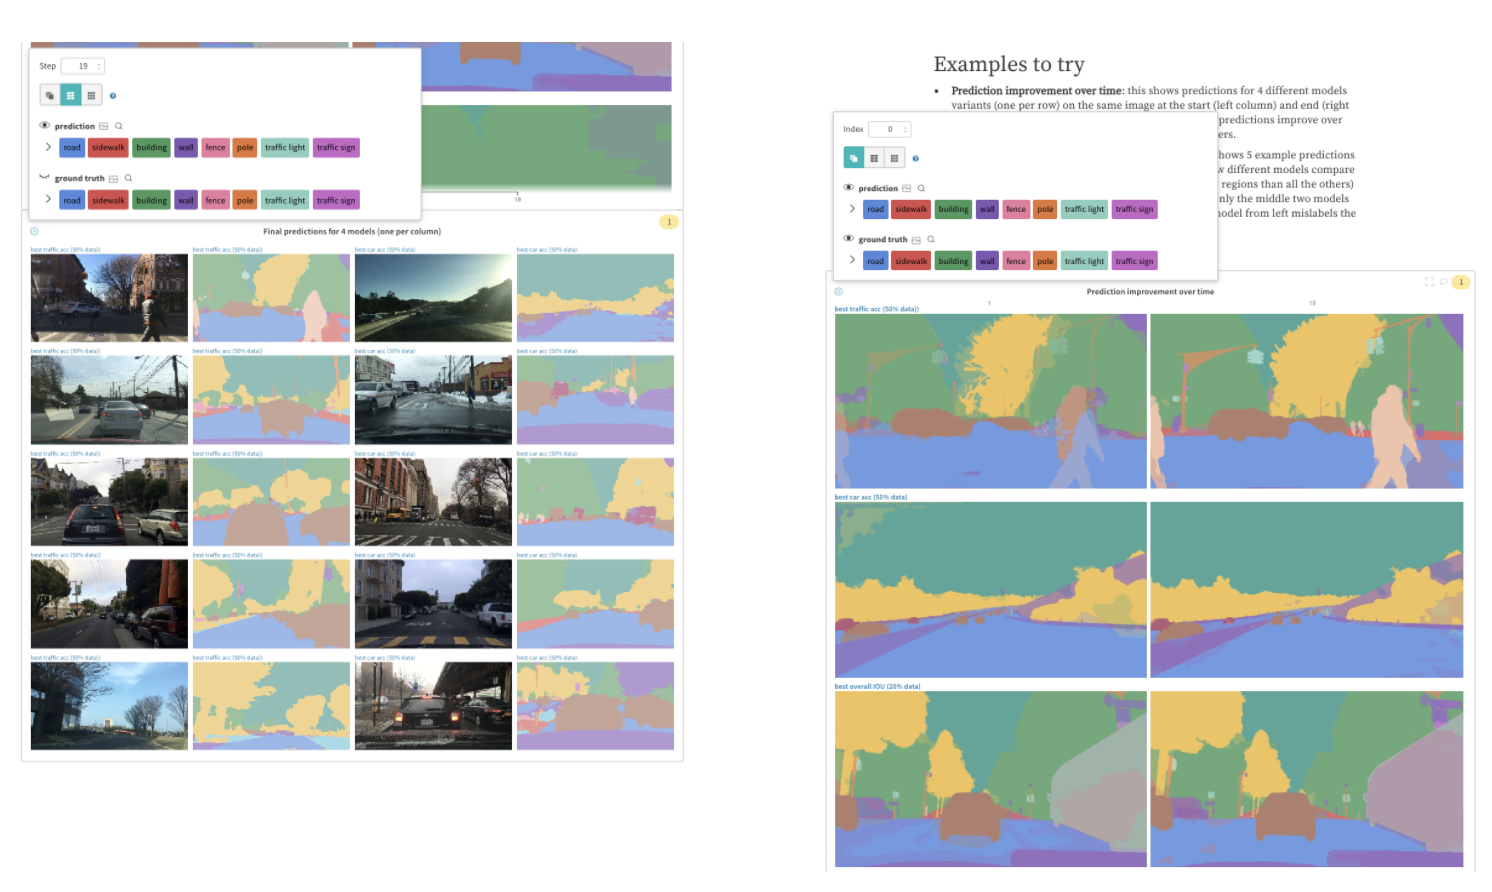 Step 19
prediction
road sidewalk building wall fence pole traffic light traffic sign
ground truth
road sidewalk building wall fence pole traffic light traffic sign
19
1
Final predictions for 4 models (one per column)
best traffic acc (50% data)) best traffic acc (50% data)) best car acc (50% data) best car acc (50% data)
best traffic acc (50% data)) best traffic acc (50% data)) best car acc (50% data) best car acc (50% data)
best traffic acc (50% data)) best traffic acc (50% data)) best car acc (50% data) best car acc (50% data)
best traffic acc (50% data)) best traffic acc (50% data)) best car acc (50% data) best car acc (50% data)
best traffic acc (50% data)) best traffic acc (50% data)) best car acc (50% data) best car acc (50% data)
Examples to try
• Prediction improvement over time: this shows predictions for 4 different models
variants (one per row) on the same image at the start (left column) and end (right
predictions improve over
ers.
hows 5 example predictions
w different models compare
regions than all the others)
nly the middle two models
odel from left mislabels the
Index 0
prediction
road sidewalk building wall fence pole traffic light traffic sign
ground truth
road sidewalk building wall fence pole traffic light traffic sign
1
Prediction improvement over time
1 19
best traffic acc (50% data))
best car acc (50% data)
best overall IOU (20% data)